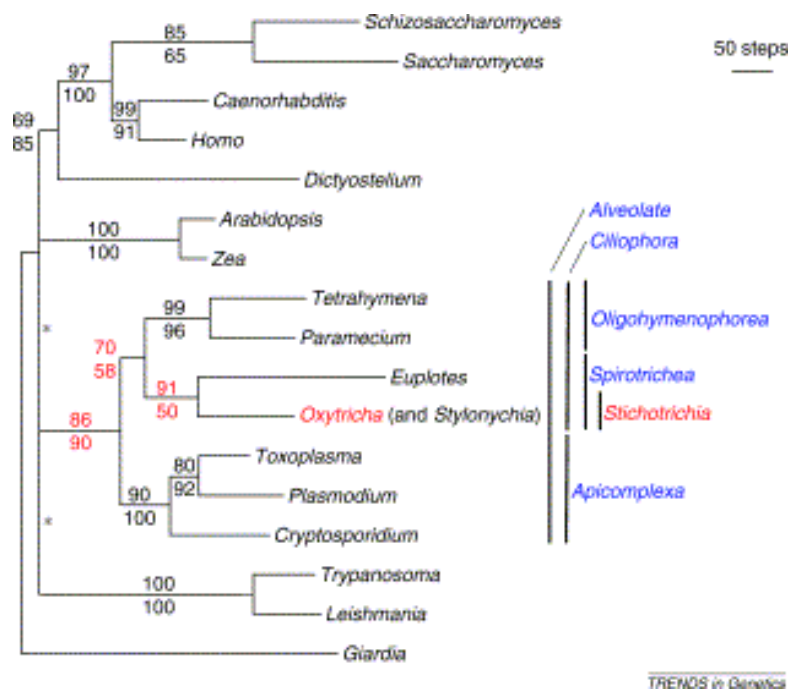 Schizosaccharomyces
85
65
50 steps
Saccharomyces
97
100
Caenorhabditis
99
91
69
85
Homo
Dictyostelium
Alveolate
Arabidopsis
100
100
Ciliophora
Zea
Tetrahymena
99
96
Oligohymenophorea
*
Paramecium
70
58
Euplotes
Spirotrichea
91
50
Oxytricha (and Stylonychia)
Stichotrichia
86
90
Toxoplasma
80
92
90
100
Plasmodium
Apicomplexa
*
Cryptosporidium
Trypanosoma
100
100
Leishmania
Giardia
TRENDS in Genetics